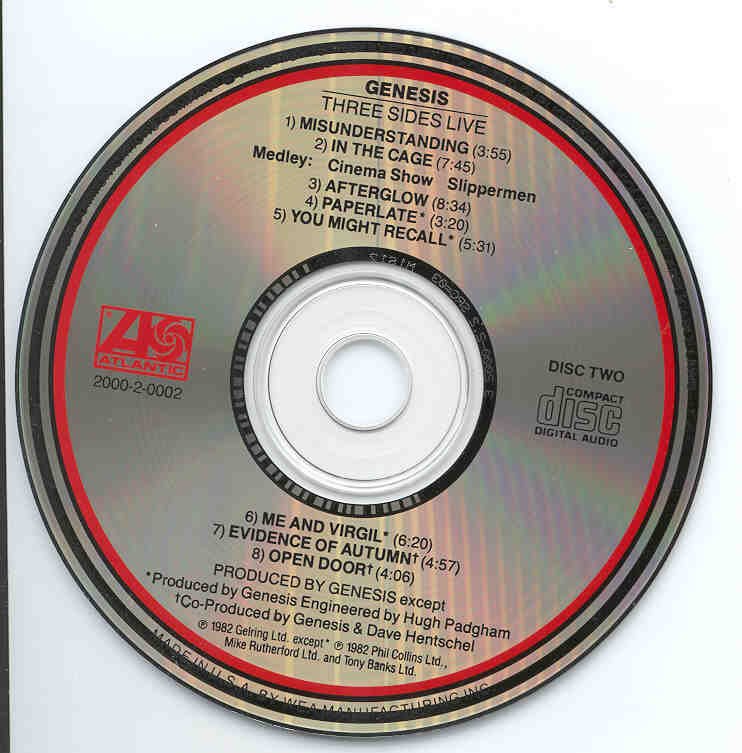 GENESIS
THREE SIDES LIVE
1) MISUNDERSTANDING (3:55)
2) IN THE CAGE (7:45)
Medley: Cinema Show Slippermen
3) AFTERGLOW (8:34)
4) PAPERLATE* (3:20)
5) YOU MIGHT RECALL* (5:31)
ATLANTIC
2000-2-0002
DISC TWO
COMPACT
disc
DIGITAL AUDIO
6) ME AND VIRGIL* (6:20)
7) EVIDENCE OF AUTUMN† (4:57)
8) OPEN DOOR† (4:06)
PRODUCED BY GENESIS except
*Produced by Genesis Engineered by Hugh Padgham
†Co-Produced by Genesis & Dave Hentschel
℗ 1982 Gelring Ltd. except* ℗ 1982 Phil Collins Ltd.,
Mike Rutherford Ltd. and Tony Banks Ltd.
MADE IN U.S.A. BY WEA MANUFACTURING INC.